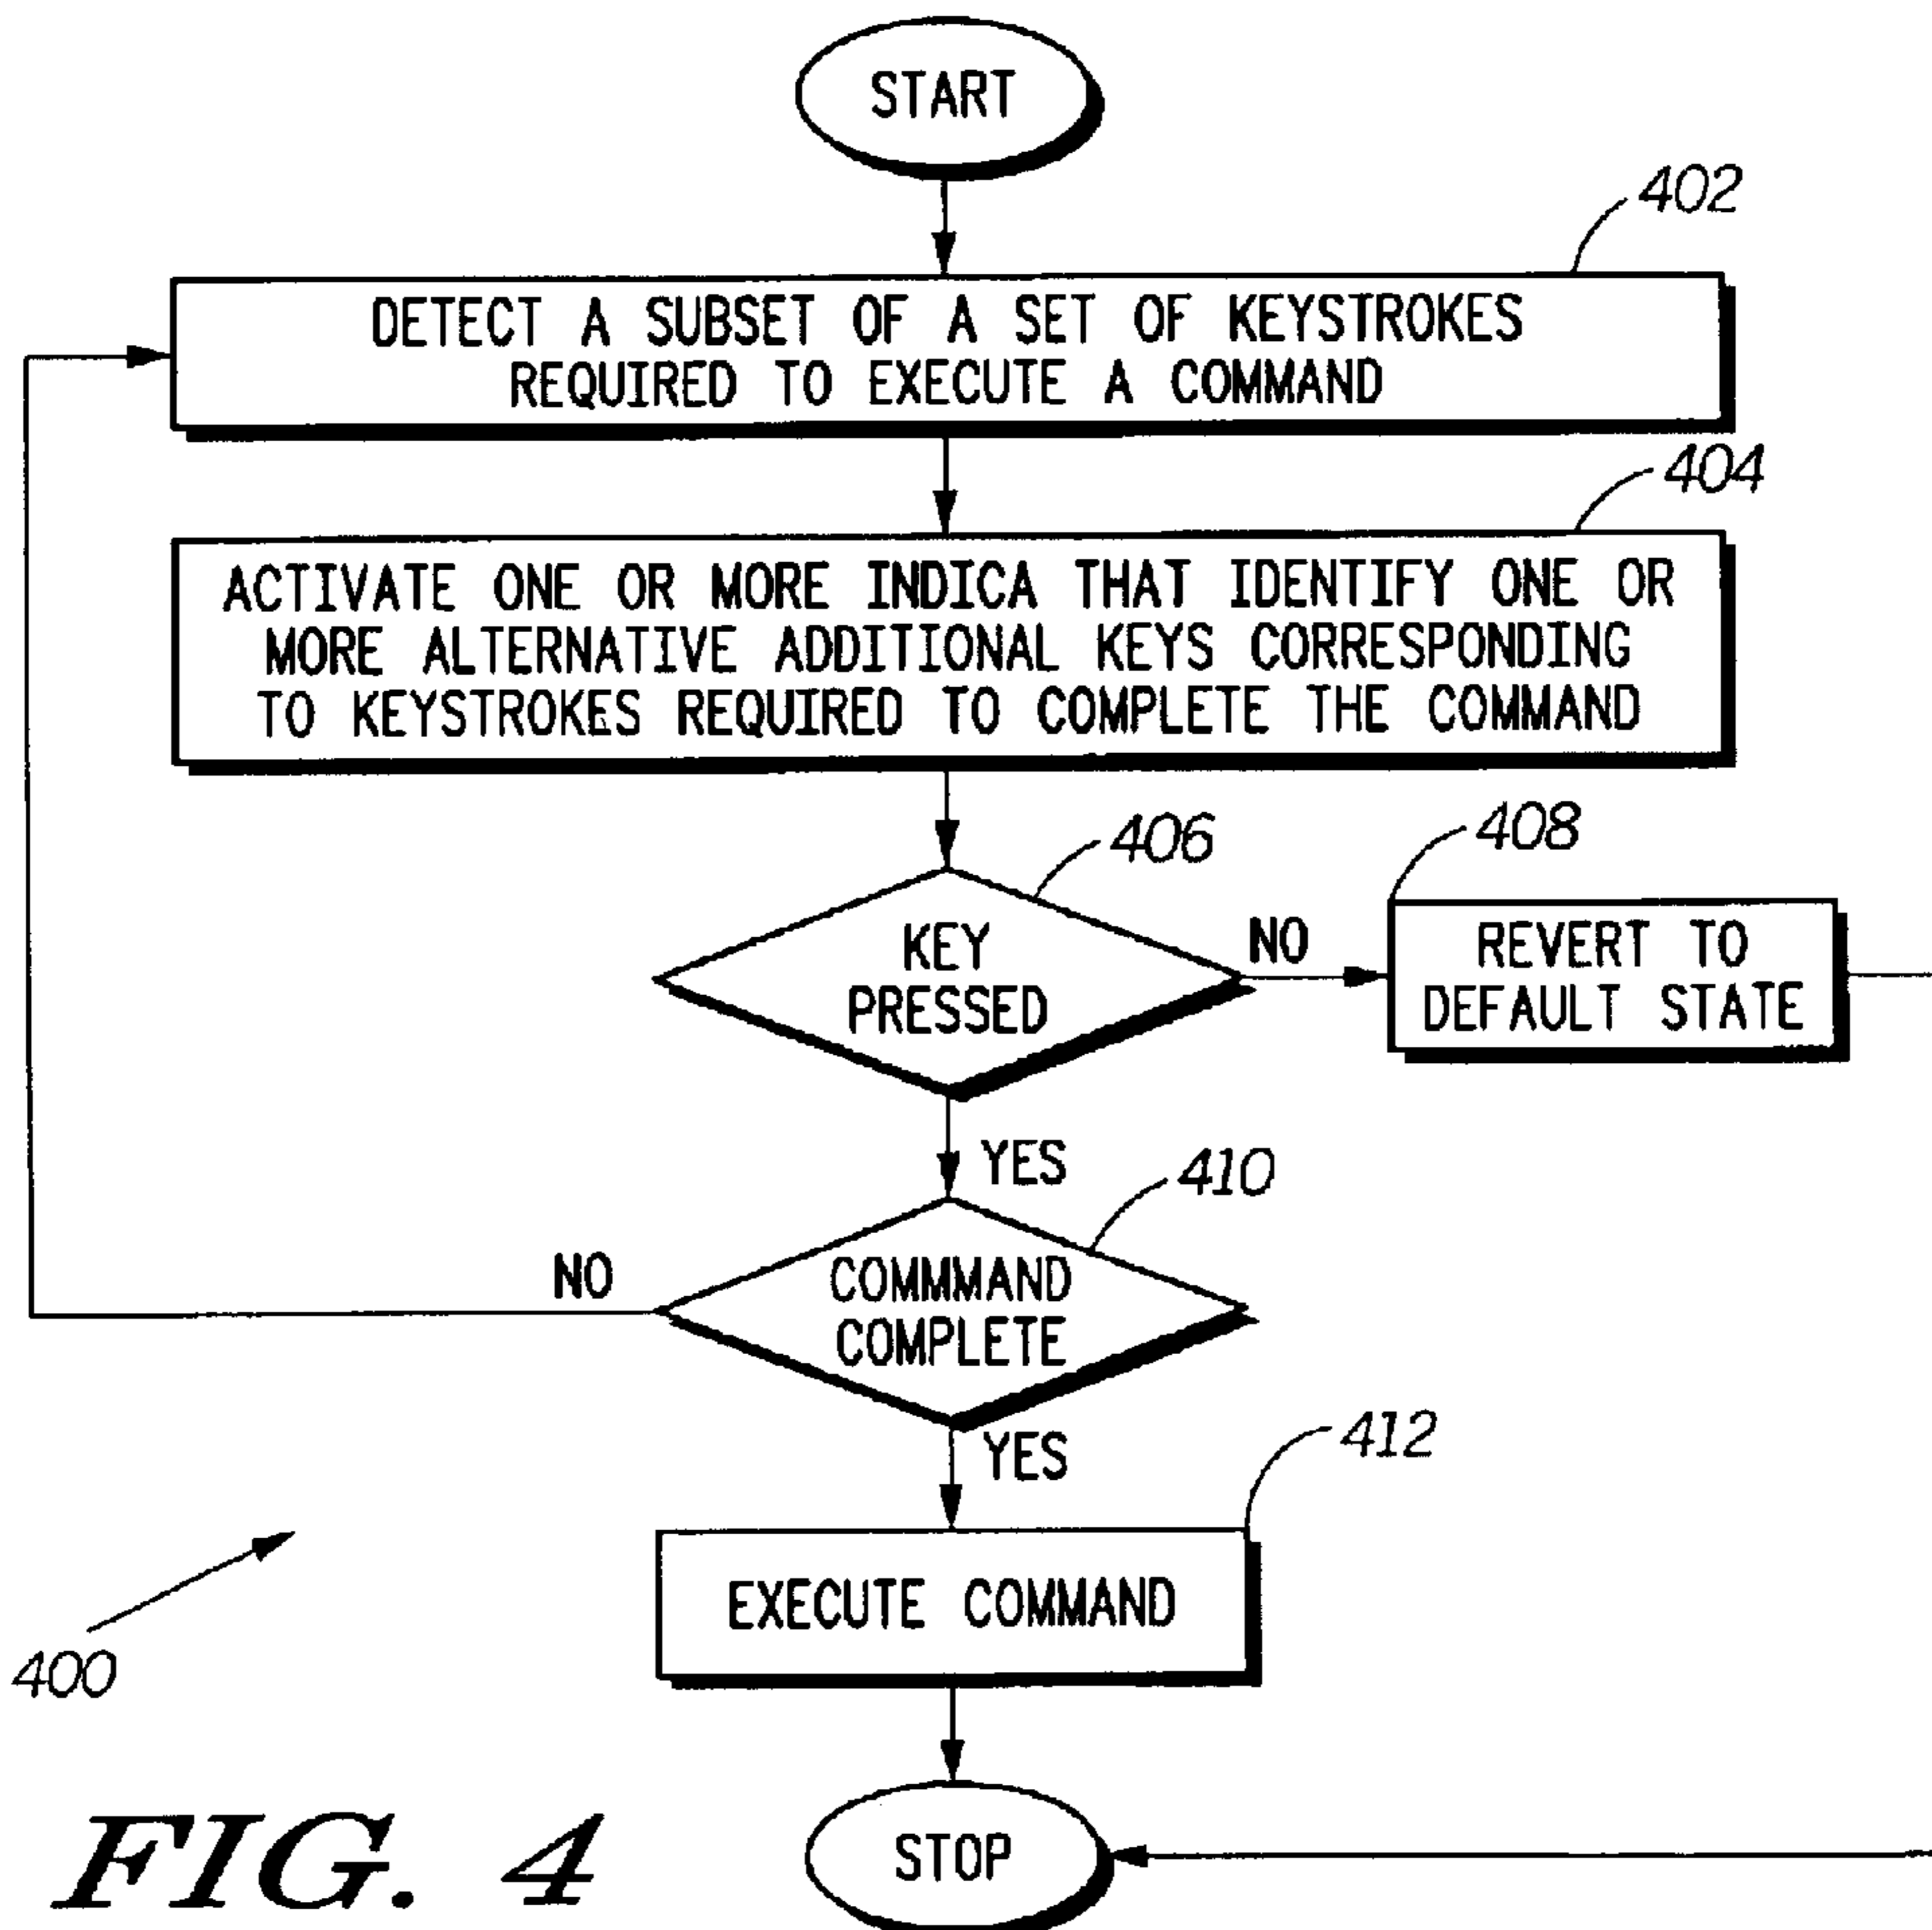 START
402
DETECT A SUBSET OF A SET OF KEYSTROKES
REQUIRED TO EXECUTE A COMMAND
404
ACTIVATE ONE OR MORE INDICA THAT IDENTIFY ONE OR
MORE ALTERNATIVE ADDITIONAL KEYS CORRESPONDING
TO KEYSTROKES REQUIRED TO COMPLETE THE COMMAND
406
KEY
PRESSED
NO
408
REVERT TO
DEFAULT STATE
YES
410
NO
COMMMAND
COMPLETE
YES
412
EXECUTE COMMAND
400
STOP
FIG. 4